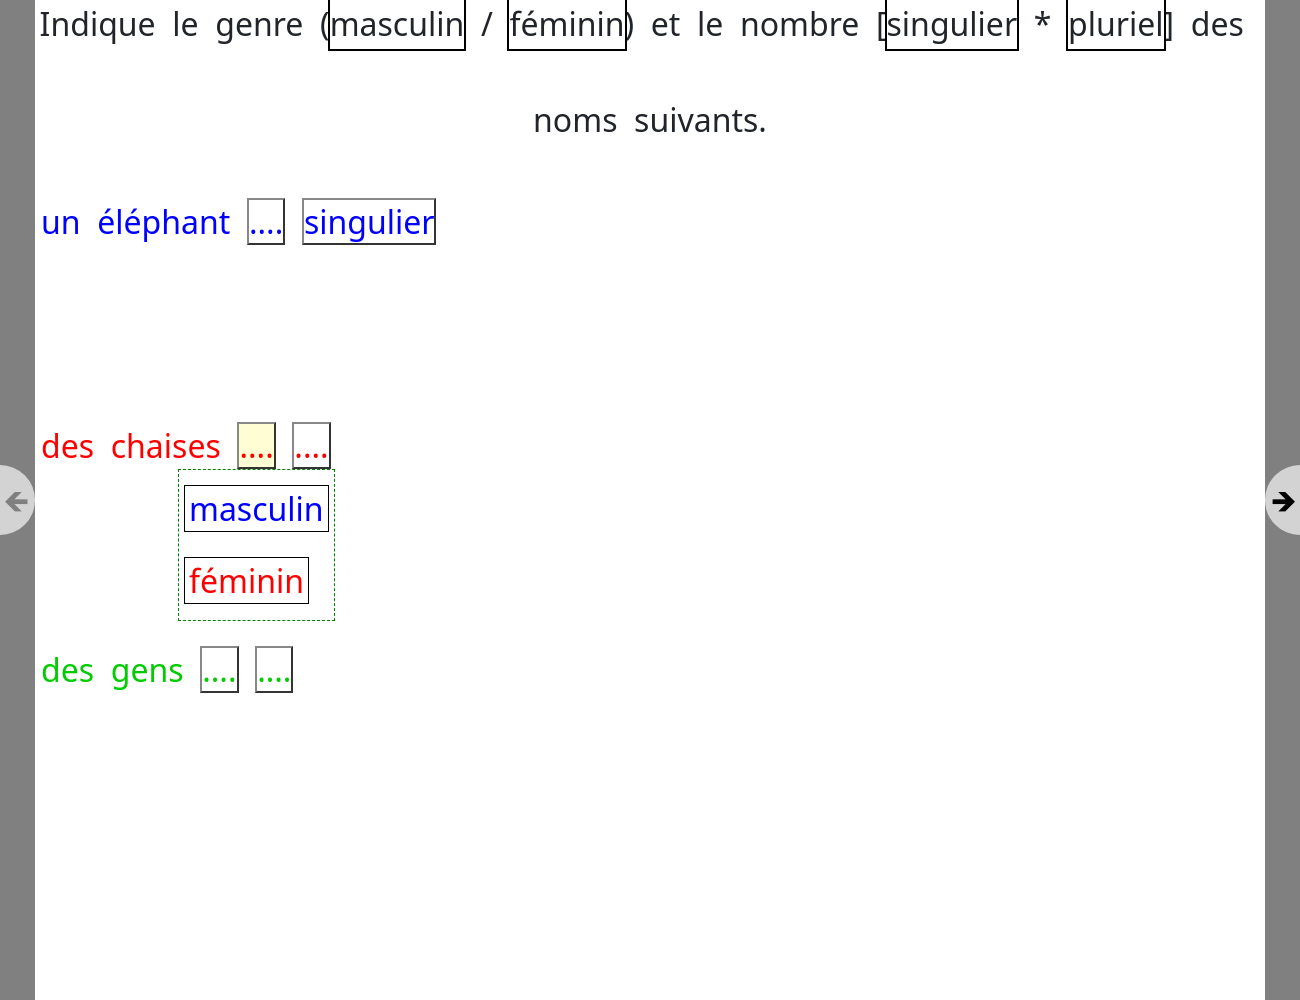 Indique le genre (masculin / féminin) et le nombre [singulier * pluriel] des
noms suivants.
un éléphant .... singulier
des chaises .... ....
masculin
féminin
des gens .... ....